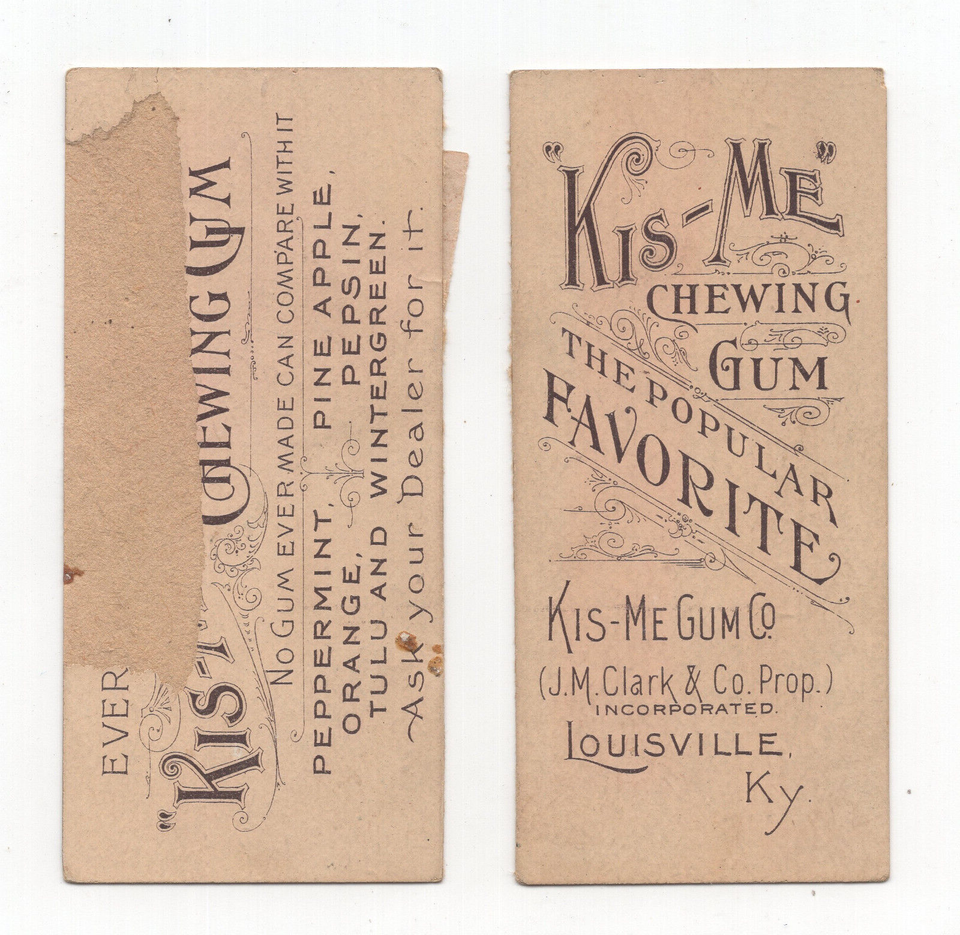 EVER
"KIS-
CHEWING GUM
NO GUM EVER MADE CAN COMPARE WITH IT
PEPPERMINT, PINE APPLE,
ORANGE, PEPSIN,
TULU AND WINTERGREEN.
Ask your Dealer for it.
"KIS-ME"
CHEWING
GUM
THE POPULAR
FAVORITE
KIS-ME GUM CO
(J.M. Clark & Co. Prop.)
INCORPORATED.
LOUISVILLE,
Ky.